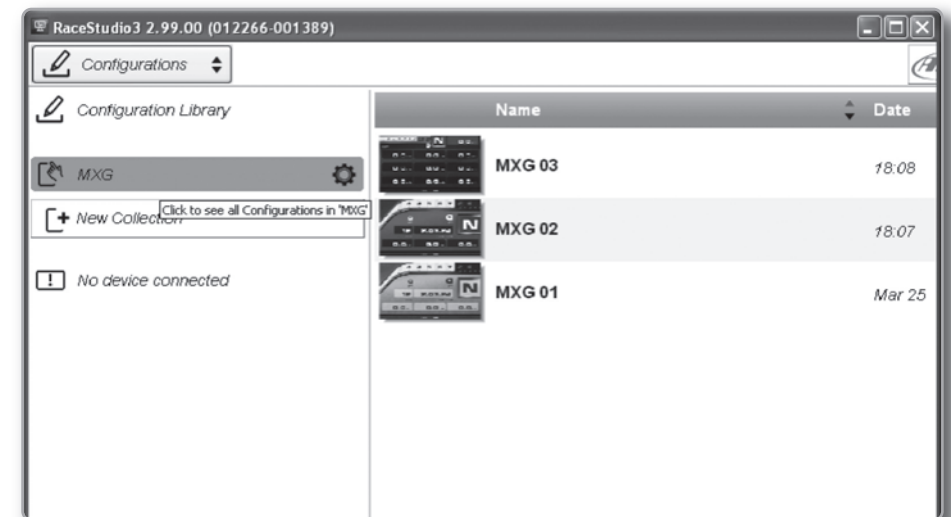 RaceStudio3 2.99.00 (012266-001389)
Configurations
Configuration Library
Name Date
MXG
MXG 03 18:08
Click to see all Configurations in 'MXG'
New Collection
MXG 02 18:07
No device connected
MXG 01 Mar 25